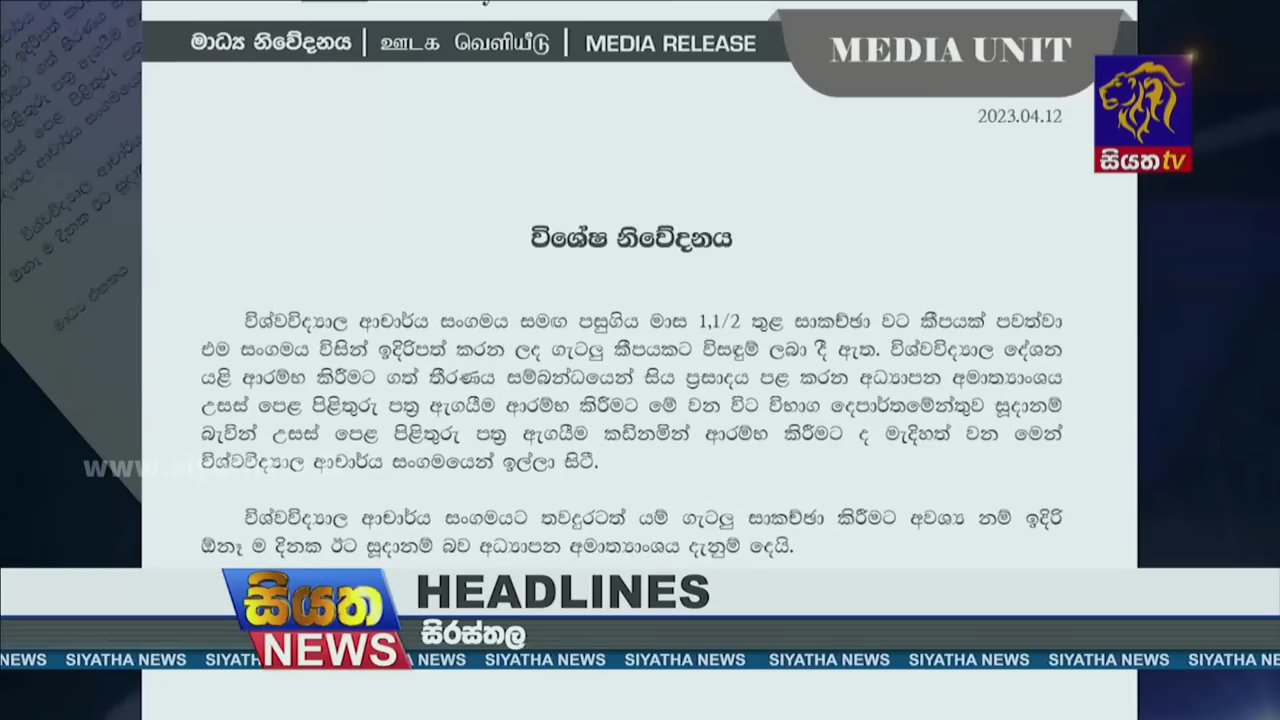 මාධ්‍ය නිවේදනය | ஊடக வெளியீடு | MEDIA RELEASE
MEDIA UNIT
2023.04.12
සියත tv
විශේෂ නිවේදනය
විශ්වවිද්‍යාල ආචාර්ය සංගමය සමඟ පසුගිය මාස 1,1/2 තුළ සාකච්ඡා වට කීපයක් පවත්වා
එම සංගමය විසින් ඉදිරිපත් කරන ලද ගැටලු කීපයකට විසඳුම් ලබා දී ඇත. විශ්වවිද්‍යාල දේශන
යළි ආරම්භ කිරීමට ගත් තීරණය සම්බන්ධයෙන් සිය ප්‍රසාදය පළ කරන අධ්‍යාපන අමාත්‍යාංශය
උසස් පෙළ පිළිතුරු පත්‍ර ඇගයීම ආරම්භ කිරීමට මේ වන විට විභාග දෙපාර්තමේන්තුව සූදානම්
බැවින් උසස් පෙළ පිළිතුරු පත්‍ර ඇගයීම කඩිනමින් ආරම්භ කිරීමට ද මැදිහත් වන මෙන්
විශ්වවිද්‍යාල ආචාර්ය සංගමයෙන් ඉල්ලා සිටී.
විශ්වවිද්‍යාල ආචාර්ය සංගමයට තවදුරටත් යම් ගැටලු සාකච්ඡා කිරීමට අවශ්‍ය නම් ඉදිරි
ඕනෑ ම දිනක ඊට සූදානම් බව අධ්‍යාපන අමාත්‍යාංශය දැනුම් දෙයි.
සියත NEWS
HEADLINES
සිරස්තල
NEWS SIYATHA NEWS SIYATHA NEWS SIYATHA NEWS SIYATHA NEWS SIYATHA NEWS SIYATHA NEWS SIYATHA NEWS